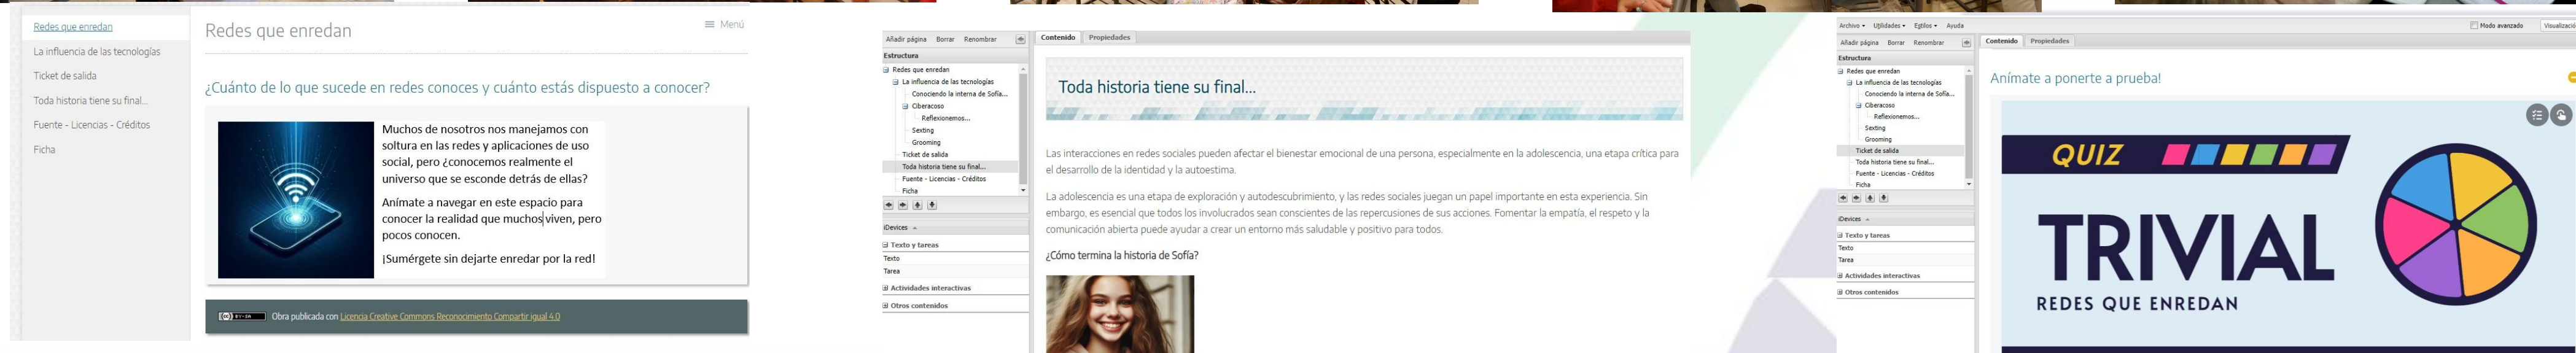 Redes que enredan
La influencia de las tecnologías
Ticket de salida
Toda historia tiene su final...
Fuente - Licencias - Créditos
Ficha
Redes que enredan
Menú
¿Cuánto de lo que sucede en redes conoces y cuánto estás dispuesto a conocer?
Muchos de nosotros nos manejamos con
soltura en las redes y aplicaciones de uso
social, pero ¿conocemos realmente el
universo que se esconde detrás de ellas?
Anímate a navegar en este espacio para
conocer la realidad que muchos viven, pero
pocos conocen.
¡Sumérgete sin dejarte enredar por la red!
(cc) BY-SA Obra publicada con Licencia Creative Commons Reconocimiento Compartir igual 4.0
Añadir página Borrar Renombrar
Estructura
Redes que enredan
La influencia de las tecnologías
Conociendo la interna de Sofía...
Ciberacoso
Reflexionemos...
Sexting
Grooming
Ticket de salida
Toda historia tiene su final...
Fuente - Licencias - Créditos
Ficha
iDevices
Texto y tareas
Texto
Tarea
Actividades interactivas
Otros contenidos
Contenido Propiedades
Toda historia tiene su final...
Las interacciones en redes sociales pueden afectar el bienestar emocional de una persona, especialmente en la adolescencia, una etapa crítica para
el desarrollo de la identidad y la autoestima.
La adolescencia es una etapa de exploración y autodescubrimiento, y las redes sociales juegan un papel importante en esta experiencia. Sin
embargo, es esencial que todos los involucrados sean conscientes de las repercusiones de sus acciones. Fomentar la empatía, el respeto y la
comunicación abierta puede ayudar a crear un entorno más saludable y positivo para todos.
¿Cómo termina la historia de Sofía?
Archivo Utilidades Estilos Ayuda
Modo avanzado
Visualizació
Añadir página Borrar Renombrar
Estructura
Redes que enredan
La influencia de las tecnologías
Conociendo la interna de Sofía...
Ciberacoso
Reflexionemos...
Sexting
Grooming
Ticket de salida
Toda historia tiene su final...
Fuente - Licencias - Créditos
Ficha
iDevices
Texto y tareas
Texto
Tarea
Actividades interactivas
Otros contenidos
Contenido Propiedades
Anímate a ponerte a prueba!
QUIZ
TRIVIAL
REDES QUE ENREDAN